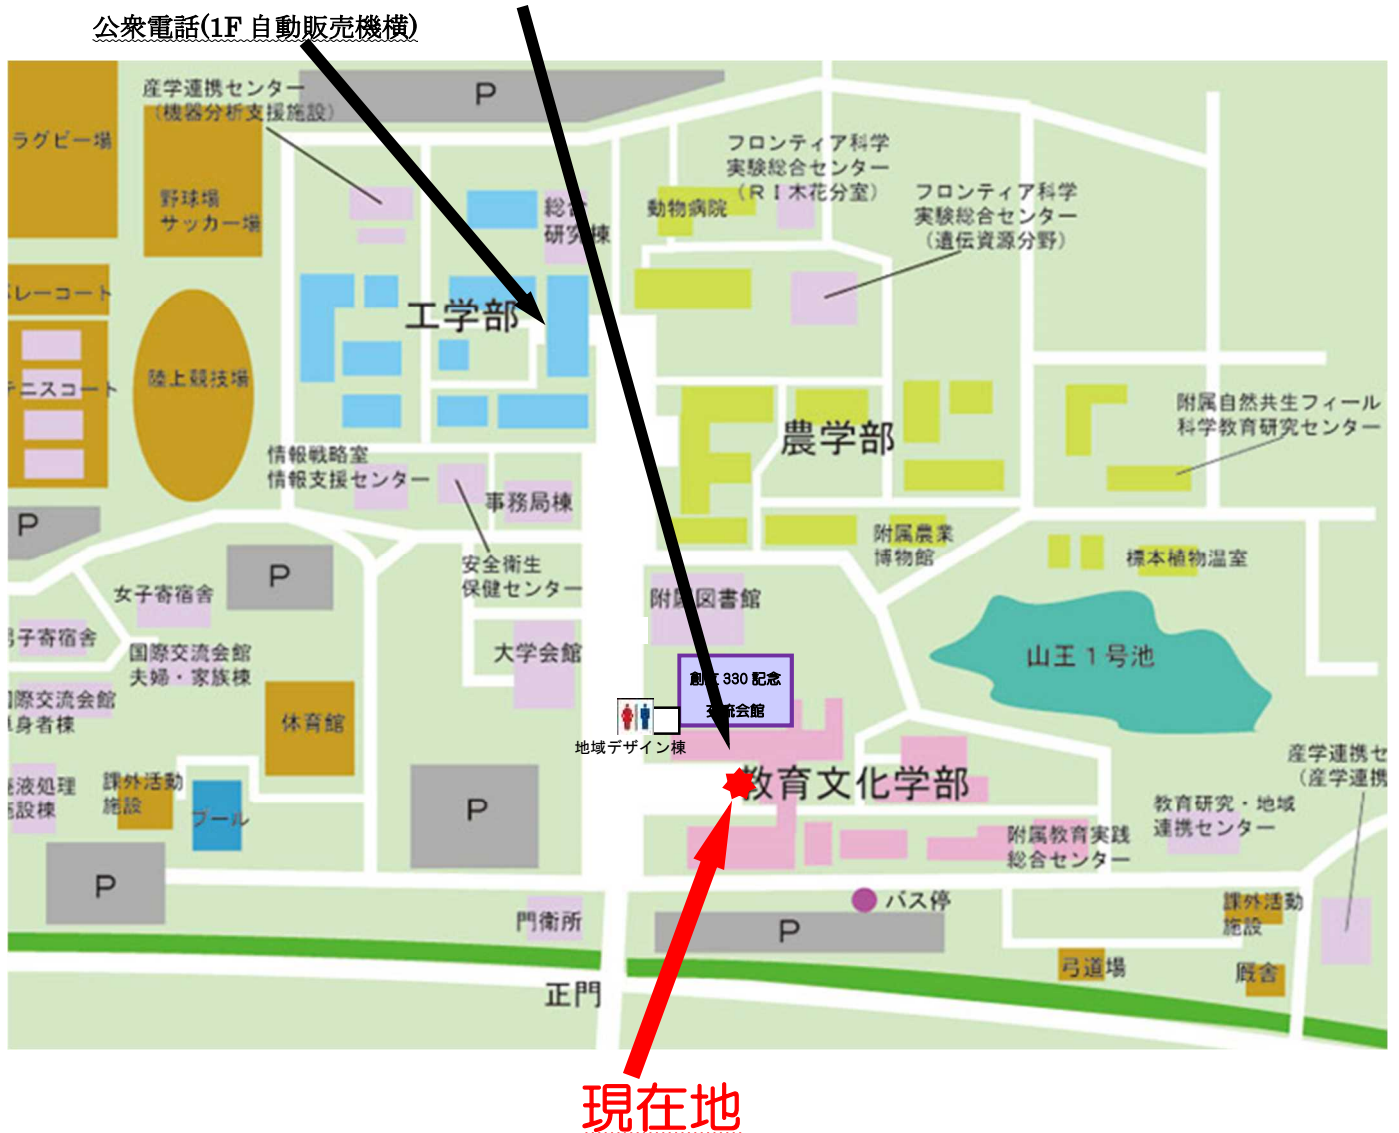 公衆電話(1F 自動販売機横)
産学連携センター
(機器分析支援施設)
P
ラグビー場
野球場
サッカー場
総合
研究棟
動物病院
フロンティア科学
実験総合センター
(RI木花分室)
フロンティア科学
実験総合センター
(遺伝資源分野)
バレーコート
工学部
テニスコート
陸上競技場
農学部
附属自然共生フィール
科学教育研究センター
情報戦略室
情報支援センター
事務局棟
P
P
安全衛生
保健センター
附属農業
博物館
標本植物温室
女子寄宿舎
男子寄宿舎
国際交流会館
夫婦・家族棟
国際交流会館
単身者棟
附属図書館
大学会館
山王1号池
創立 330 記念
交流会館
体育館
地域デザイン棟
教育文化学部
産学連携セ
(産学連携
廃液処理
施設棟
課外活動
施設
プール
P
教育研究・地域
連携センター
附属教育実践
総合センター
P
バス停
課外活動
施設
門衛所
P
弓道場
厩舎
正門
現在地